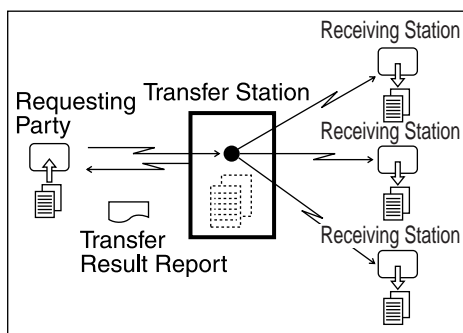 Receiving Station
Transfer Station
Requesting
Party
Receiving Station
Transfer
Result Report
Receiving Station